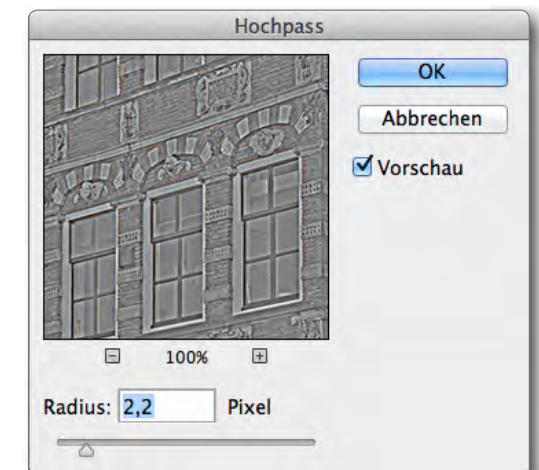 Hochpass
OK
Abbrechen
Vorschau
100%
Radius: 2,2 Pixel